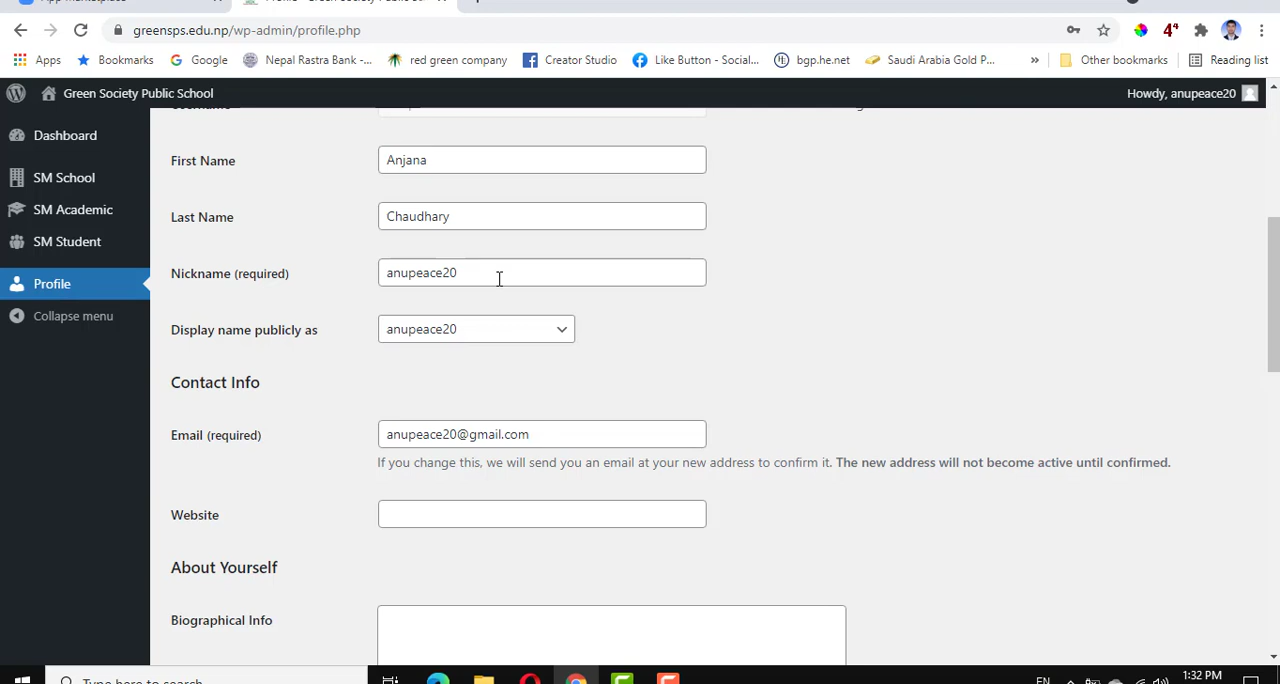 greensps.edu.np/wp-admin/profile.php
Apps
Bookmarks
Google
Nepal Rastra Bank -...
red green company
Creator Studio
Like Button - Social...
bgp.he.net
Saudi Arabia Gold P...
»
Other bookmarks
Reading list
Green Society Public School
Howdy, anupeace20
Dashboard
SM School
SM Academic
SM Student
Profile
Collapse menu
First Name
Anjana
Last Name
Chaudhary
Nickname (required)
anupeace20
Display name publicly as
anupeace20
Contact Info
Email (required)
anupeace20@gmail.com
If you change this, we will send you an email at your new address to confirm it. The new address will not become active until confirmed.
Website
About Yourself
Biographical Info
Type here to search
EN
1:32 PM